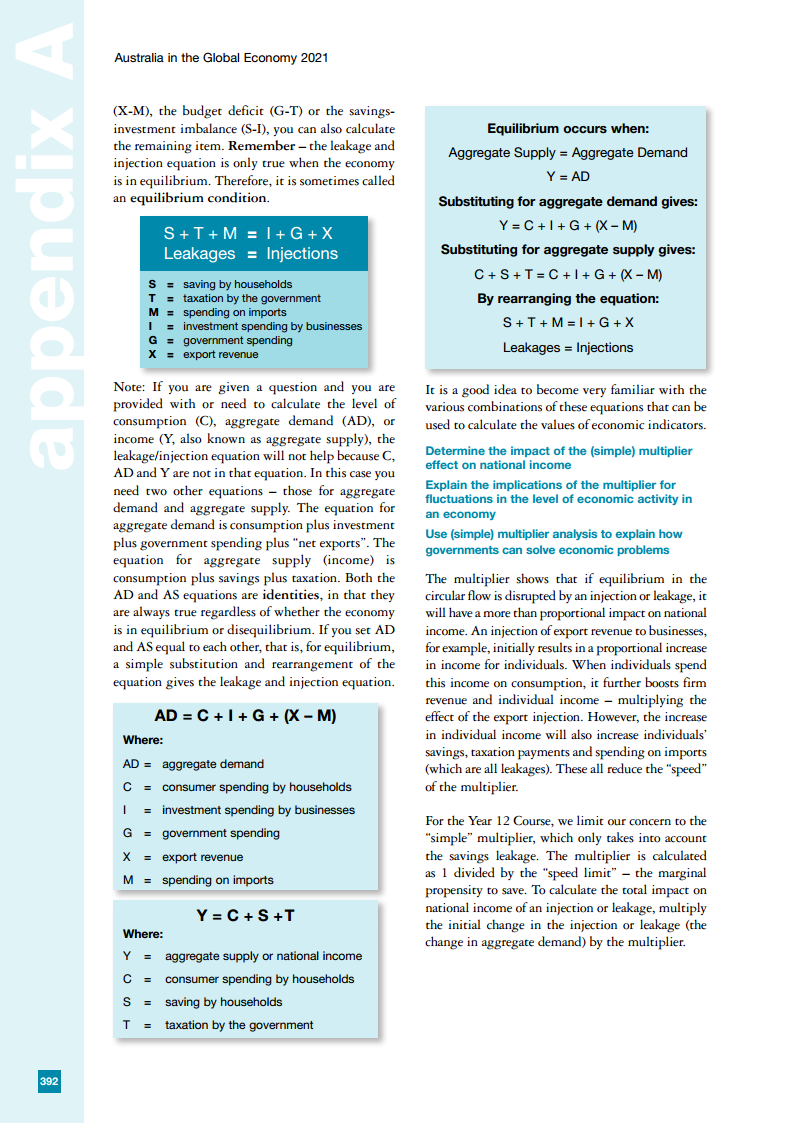 appendix A
Australia in the Global Economy 2021
(X-M), the budget deficit (G-T) or the savings-
investment imbalance (S-I), you can also calculate
the remaining item. Remember – the leakage and
injection equation is only true when the economy
is in equilibrium. Therefore, it is sometimes called
an equilibrium condition.
S + T + M = I + G + X
Leakages = Injections
S = saving by households
T = taxation by the government
M = spending on imports
I = investment spending by businesses
G = government spending
X = export revenue
Note: If you are given a question and you are
provided with or need to calculate the level of
consumption (C), aggregate demand (AD), or
income (Y, also known as aggregate supply), the
leakage/injection equation will not help because C,
AD and Y are not in that equation. In this case you
need two other equations – those for aggregate
demand and aggregate supply. The equation for
aggregate demand is consumption plus investment
plus government spending plus “net exports”. The
equation for aggregate supply (income) is
consumption plus savings plus taxation. Both the
AD and AS equations are identities, in that they
are always true regardless of whether the economy
is in equilibrium or disequilibrium. If you set AD
and AS equal to each other, that is, for equilibrium,
a simple substitution and rearrangement of the
equation gives the leakage and injection equation.
AD = C + I + G + (X – M)
Where:
AD = aggregate demand
C = consumer spending by households
I = investment spending by businesses
G = government spending
X = export revenue
M = spending on imports
Y = C + S +T
Where:
Y = aggregate supply or national income
C = consumer spending by households
S = saving by households
T = taxation by the government
Equilibrium occurs when:
Aggregate Supply = Aggregate Demand
Y = AD
Substituting for aggregate demand gives:
Y = C + I + G + (X – M)
Substituting for aggregate supply gives:
C + S + T = C + I + G + (X – M)
By rearranging the equation:
S + T + M = I + G + X
Leakages = Injections
It is a good idea to become very familiar with the
various combinations of these equations that can be
used to calculate the values of economic indicators.
Determine the impact of the (simple) multiplier
effect on national income
Explain the implications of the multiplier for
fluctuations in the level of economic activity in
an economy
Use (simple) multiplier analysis to explain how
governments can solve economic problems
The multiplier shows that if equilibrium in the
circular flow is disrupted by an injection or leakage, it
will have a more than proportional impact on national
income. An injection of export revenue to businesses,
for example, initially results in a proportional increase
in income for individuals. When individuals spend
this income on consumption, it further boosts firm
revenue and individual income – multiplying the
effect of the export injection. However, the increase
in individual income will also increase individuals’
savings, taxation payments and spending on imports
(which are all leakages). These all reduce the “speed”
of the multiplier.
For the Year 12 Course, we limit our concern to the
“simple” multiplier, which only takes into account
the savings leakage. The multiplier is calculated
as 1 divided by the “speed limit” – the marginal
propensity to save. To calculate the total impact on
national income of an injection or leakage, multiply
the initial change in the injection or leakage (the
change in aggregate demand) by the multiplier.
392